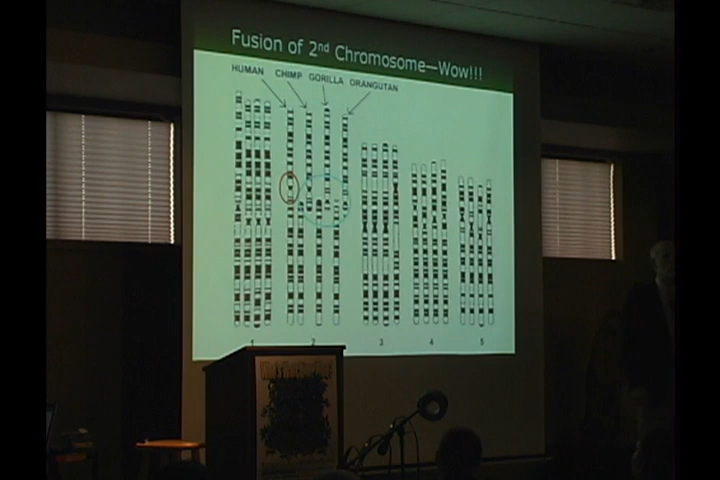 Fusion of 2nd Chromosome—Wow!!!
HUMAN CHIMP GORILLA ORANGUTAN
1 2 3 4 5